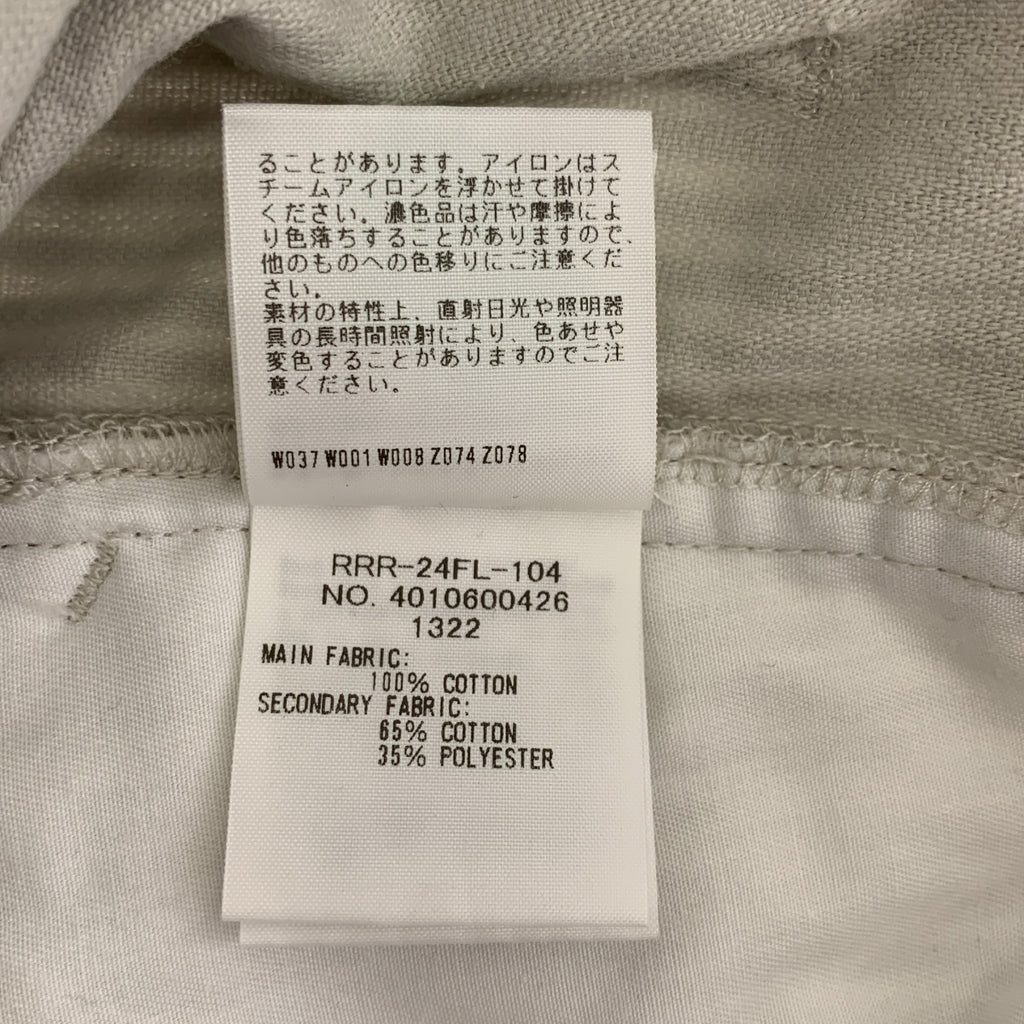 ることがあります。アイロンはス
チームアイロンを浮かせて掛けて
ください。濃色品は汗や摩擦によ
り色落ちすることがありますので、
他のものへの色移りにご注意くだ
さい。
素材の特性上、直射日光や照明器
具の長時間照射により、色あせや
変色することがありますのでご注
意ください。
W037 W001 W008 Z074 Z078
RRR-24FL-104
NO. 4010600426
1322
MAIN FABRIC:
100% COTTON
SECONDARY FABRIC:
65% COTTON
35% POLYESTER